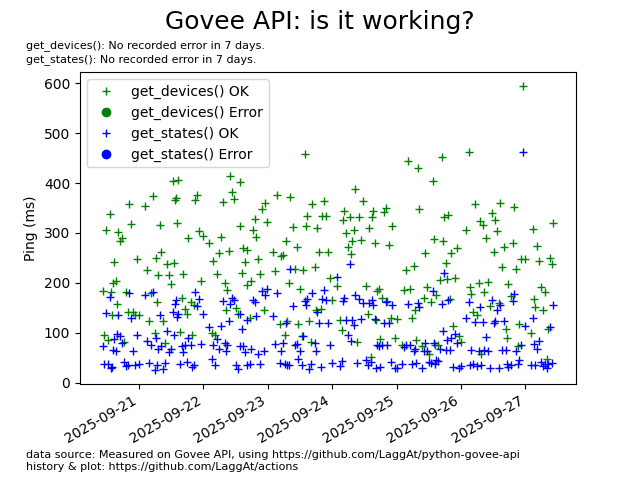 Govee API: is it working?
get_devices(): No recorded error in 7 days.
get_states(): No recorded error in 7 days.
get_devices() OK
get_devices() Error
get_states() OK
get_states() Error
Ping (ms)
600
500
400
300
200
100
0
2025-09-21
2025-09-22
2025-09-23
2025-09-24
2025-09-25
2025-09-26
2025-09-27
data source: Measured on Govee API, using https://github.com/LaggAt/python-govee-api
history & plot: https://github.com/LaggAt/actions